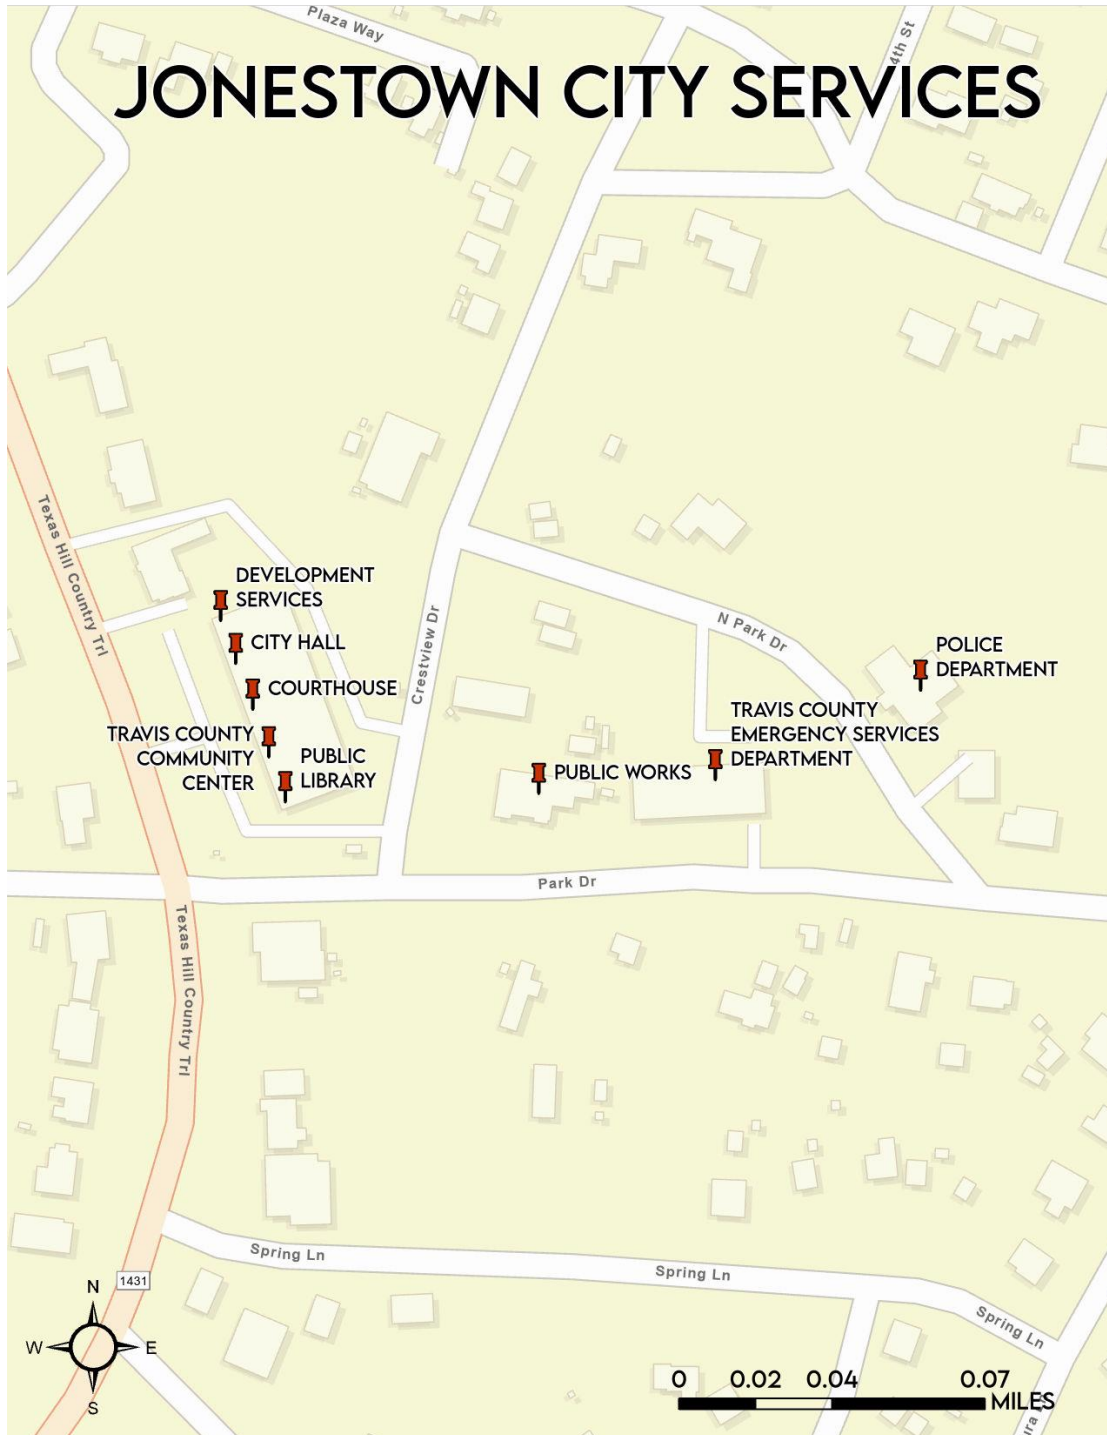 Plaza Way
4th St
JONESTOWN CITY SERVICES
Texas Hill Country Trl
DEVELOPMENT
SERVICES
CITY HALL
COURTHOUSE
TRAVIS COUNTY
COMMUNITY
CENTER
PUBLIC
LIBRARY
Crestview Dr
N Park Dr
POLICE
DEPARTMENT
TRAVIS COUNTY
EMERGENCY SERVICES
DEPARTMENT
PUBLIC WORKS
Park Dr
Texas Hill Country Trl
Spring Ln
Spring Ln
Spring Ln
1431
N
W E
S
0 0.02 0.04 0.07
MILES